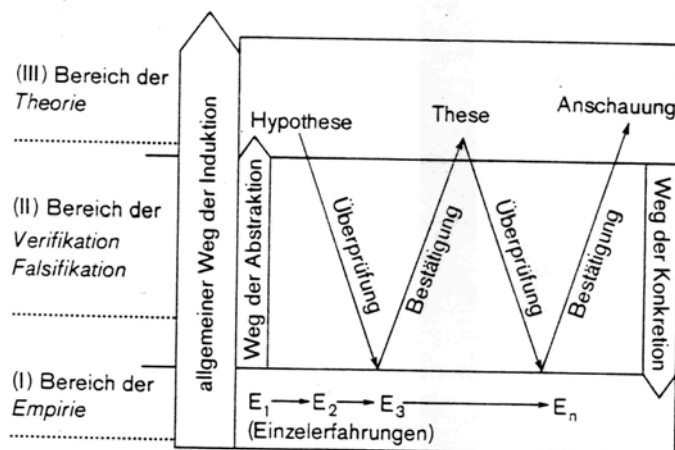 (III) Bereich der
Theorie
(II) Bereich der
Verifikation
Falsifikation
(I) Bereich der
Empirie
allgemeiner Weg der Induktion
Weg der Abstraktion
Hypothese
These
Anschauung
Überprüfung
Bestätigung
Überprüfung
Bestätigung
Weg der Konkretion
E₁ → E₂ → E₃ → Eₙ
(Einzelerfahrungen)